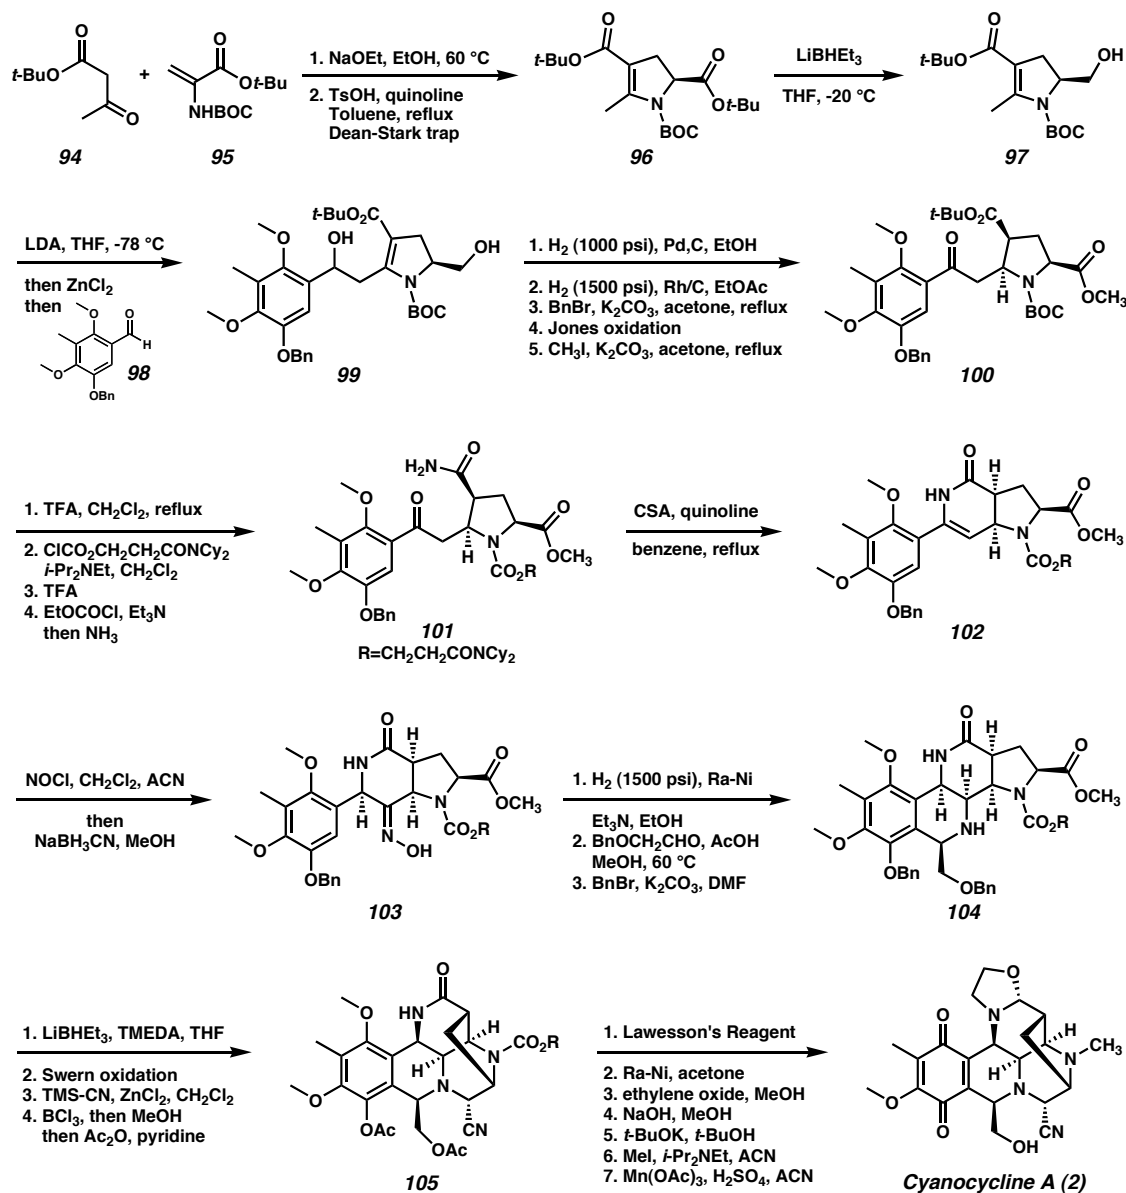 O
t-BuO
CH3
O
94
+
O
Ot-Bu
NHBOC
95
1. NaOEt, EtOH, 60 °C
2. TsOH, quinoline
Toluene, reflux
Dean-Stark trap
O
t-BuO
O
Ot-Bu
N
BOC
96
LiBHEt3
THF, -20 °C
O
t-BuO
OH
N
BOC
97
LDA, THF, -78 °C
then ZnCl2
then
O
O
H
O
OBn
98
t-BuO2C
O
OH
OH
N
BOC
O
OBn
99
1. H2 (1000 psi), Pd,C, EtOH
2. H2 (1500 psi), Rh/C, EtOAc
3. BnBr, K2CO3, acetone, reflux
4. Jones oxidation
5. CH3I, K2CO3, acetone, reflux
t-BuO2C
O
O
O
H
N
BOC
OCH3
O
OBn
100
1. TFA, CH2Cl2, reflux
2. ClCO2CH2CH2CONCy2
i-Pr2NEt, CH2Cl2
3. TFA
4. EtOCOCl, Et3N
then NH3
H2N
O
O
O
O
H
N
CO2R
OCH3
O
OBn
101
R=CH2CH2CONCy2
CSA, quinoline
benzene, reflux
O
H
HN
O
O
OCH3
H
N
CO2R
O
OBn
102
NOCl, CH2Cl2, ACN
then
NaBH3CN, MeOH
O
H
HN
O
O
OCH3
H
H
N
CO2R
N
OH
O
OBn
103
1. H2 (1500 psi), Ra-Ni
Et3N, EtOH
2. BnOCH2CHO, AcOH
MeOH, 60 °C
3. BnBr, K2CO3, DMF
O
H
HN
O
H
O
OCH3
H
H
N
CO2R
NH
O
OBn
OBn
104
1. LiBHEt3, TMEDA, THF
2. Swern oxidation
3. TMS-CN, ZnCl2, CH2Cl2
4. BCl3, then MeOH
then Ac2O, pyridine
O
HN
O
H
N
CO2R
H
N
O
OAc
CN
OAc
105
1. Lawesson's Reagent
2. Ra-Ni, acetone
3. ethylene oxide, MeOH
4. NaOH, MeOH
5. t-BuOK, t-BuOH
6. MeI, i-Pr2NEt, ACN
7. Mn(OAc)3, H2SO4, ACN
O
N
O
H
N
CH3
H
N
O
O
CN
OH
Cyanocycline A (2)